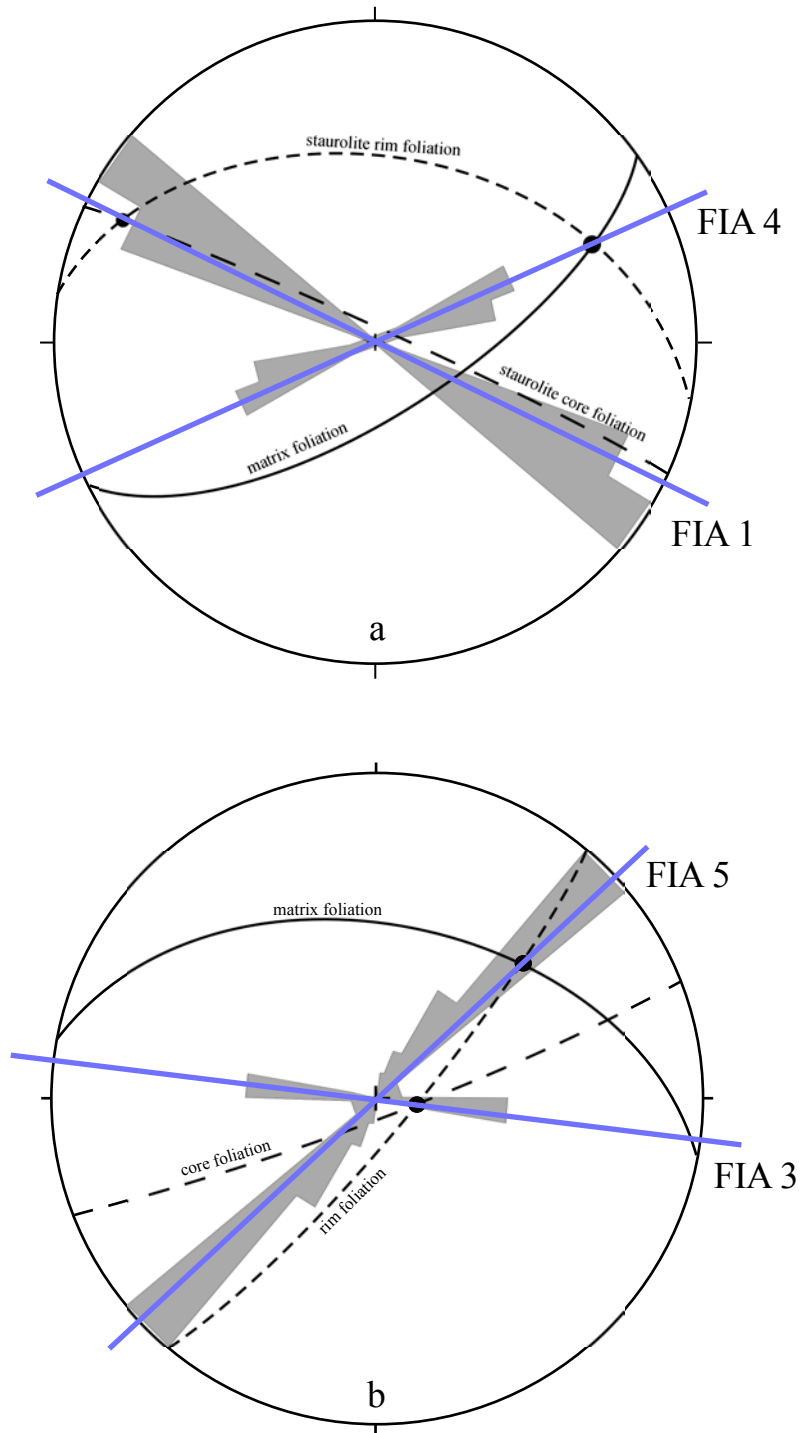 staurolite rim foliation
FIA 4
staurolite core foliation
matrix foliation
FIA 1
a
FIA 5
matrix foliation
core foliation
rim foliation
FIA 3
b